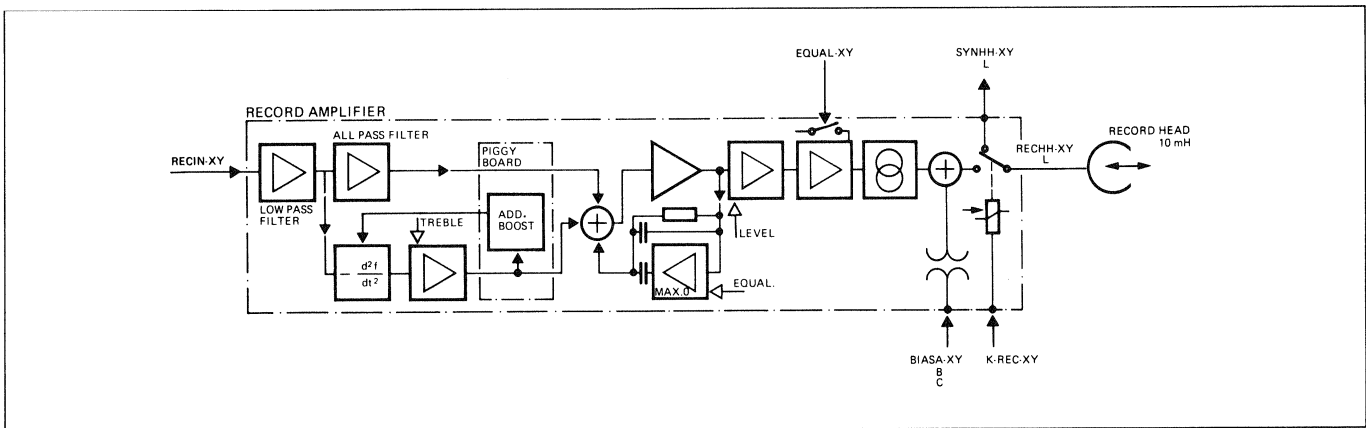 EQUAL-XY
SYNHH-XY
L
RECORD AMPLIFIER
ALL PASS FILTER
RECORD HEAD
10 mH
RECIN-XY
PIGGY
BOARD
RECHH-XY
L
LOW PASS
FILTER
TREBLE
ADD.
BOOST
LEVEL
- d²f
dt²
MAX.0
EQUAL.
BIASA-XY
B
C
K-REC-XY